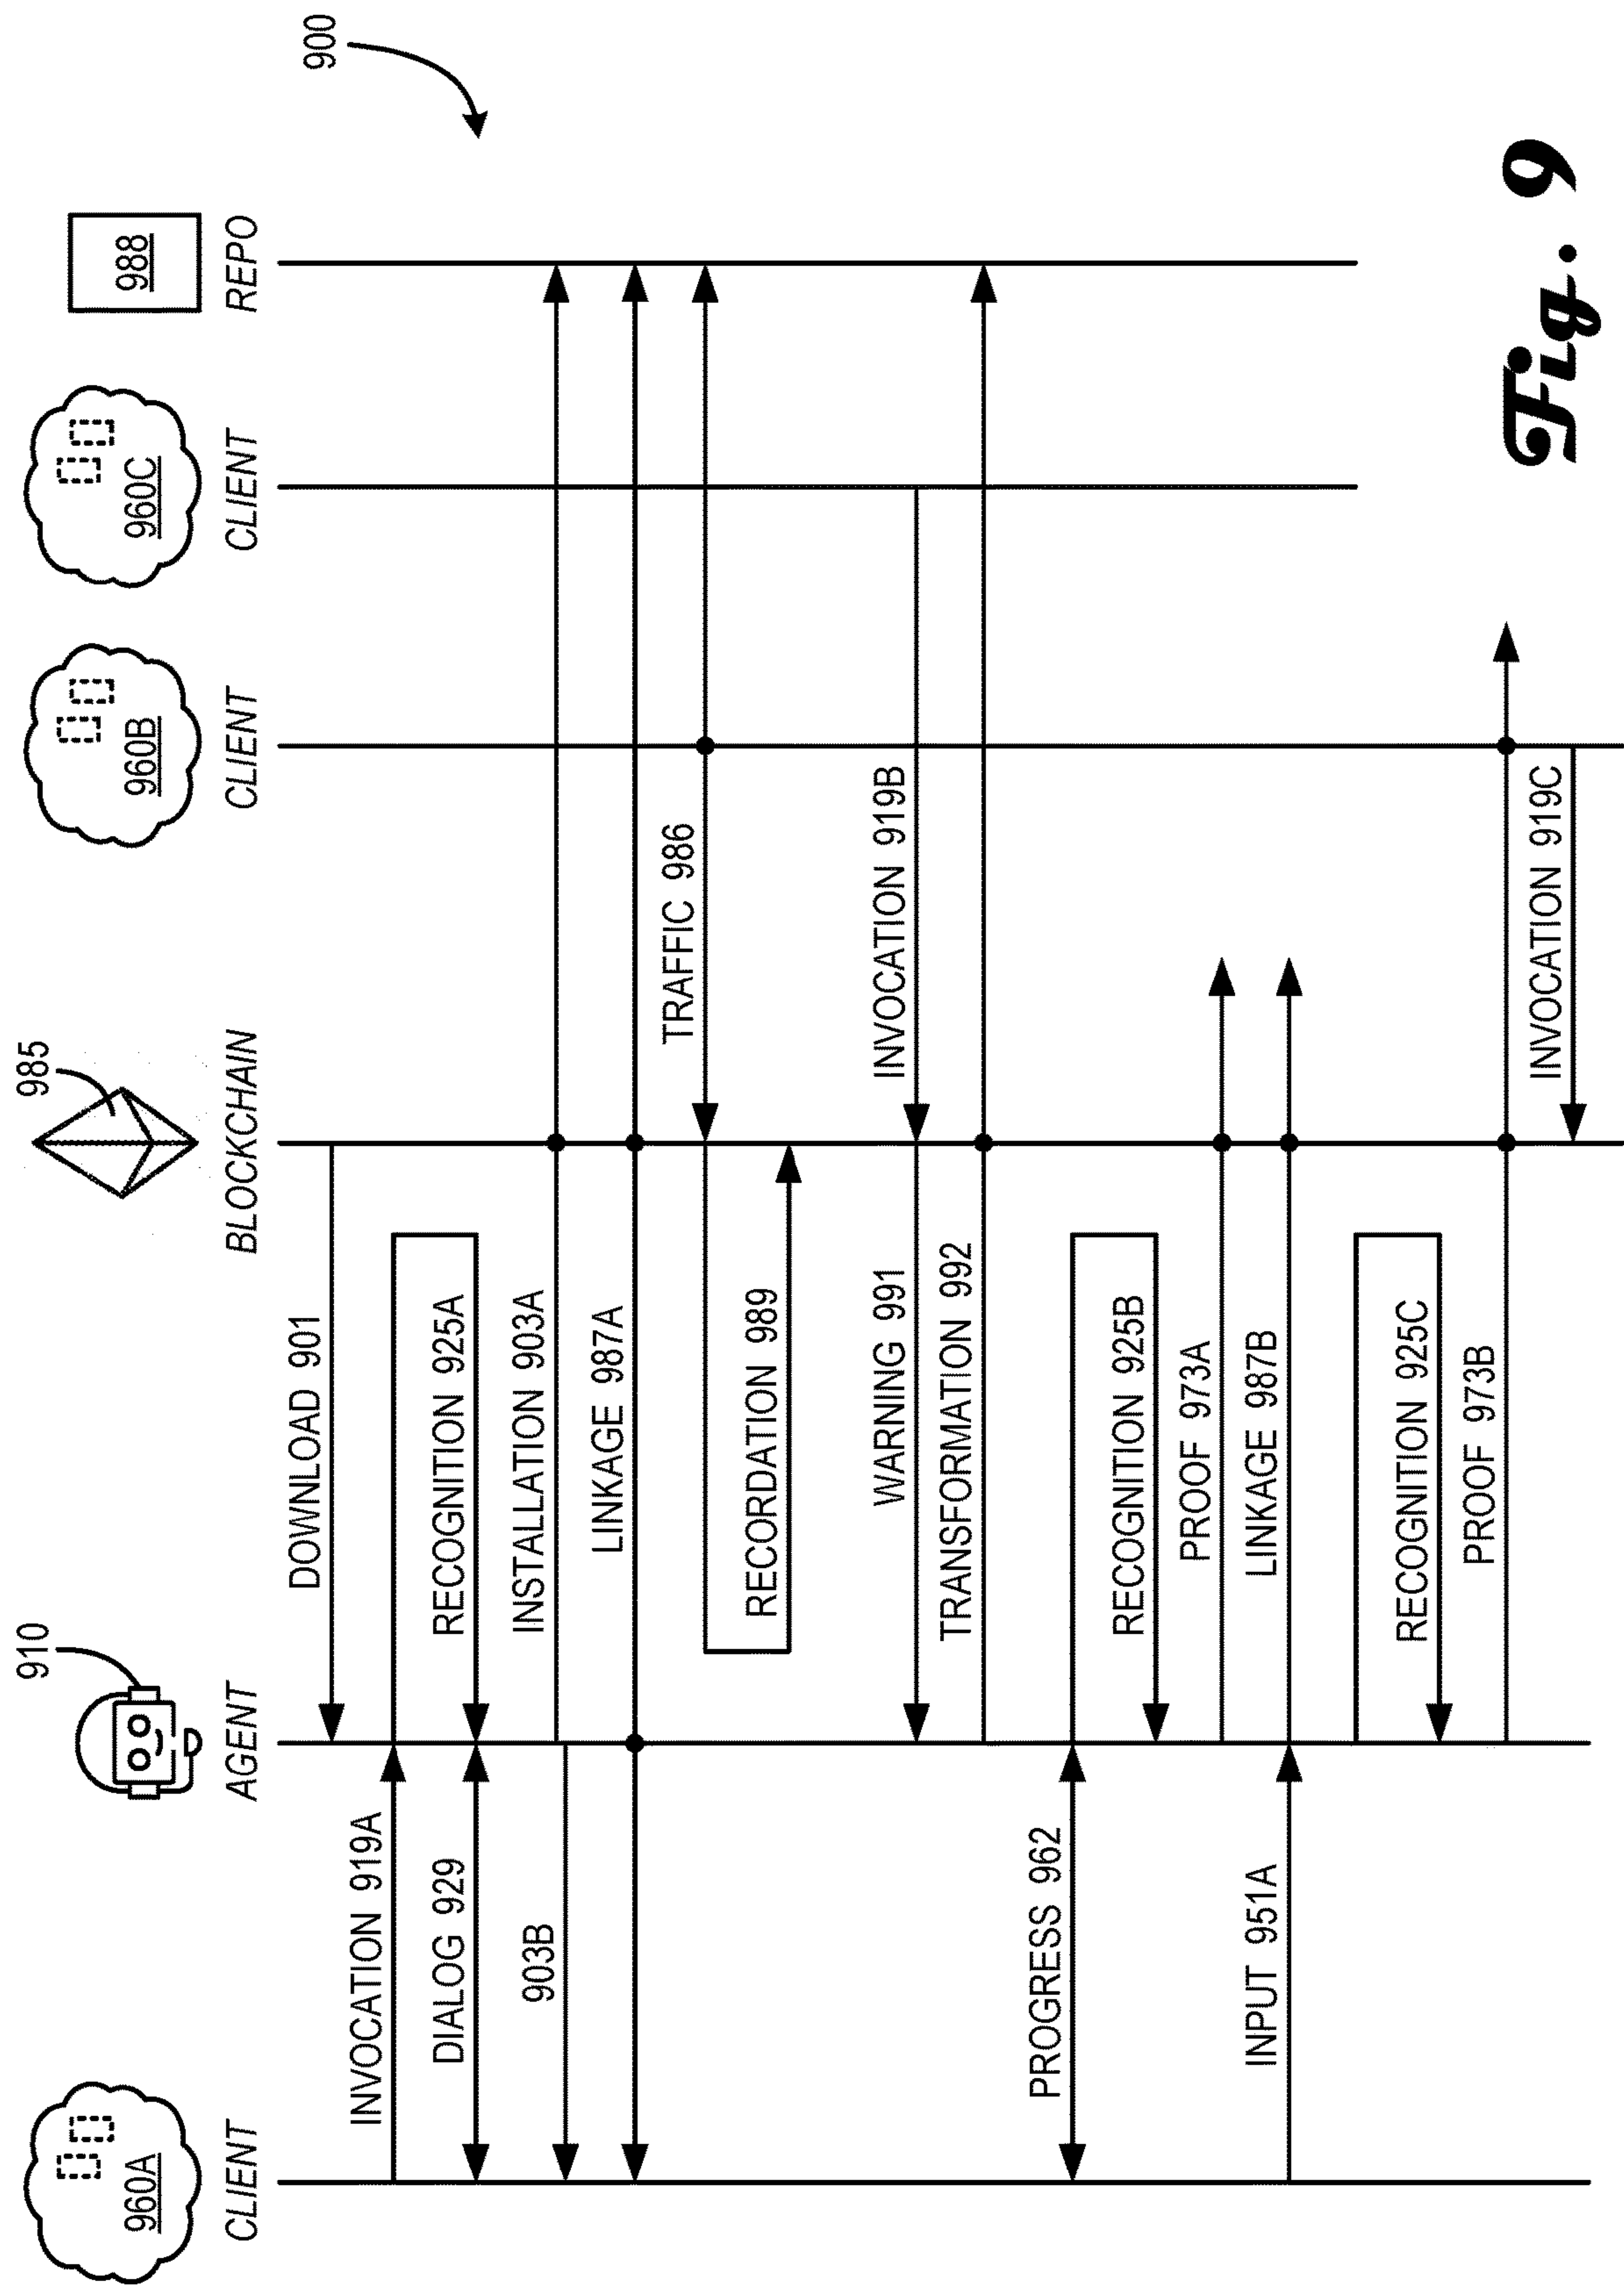 900
960A
CLIENT
910
AGENT
985
BLOCKCHAIN
960B
CLIENT
960C
CLIENT
988
REPO
DOWNLOAD 901
INVOCATION 919A
RECOGNITION 925A
DIALOG 929
INSTALLATION 903A
903B
LINKAGE 987A
TRAFFIC 986
RECORDATION 989
WARNING 991
INVOCATION 919B
TRANSFORMATION 992
PROGRESS 962
RECOGNITION 925B
PROOF 973A
INPUT 951A
LINKAGE 987B
RECOGNITION 925C
PROOF 973B
INVOCATION 919C
Fig. 9